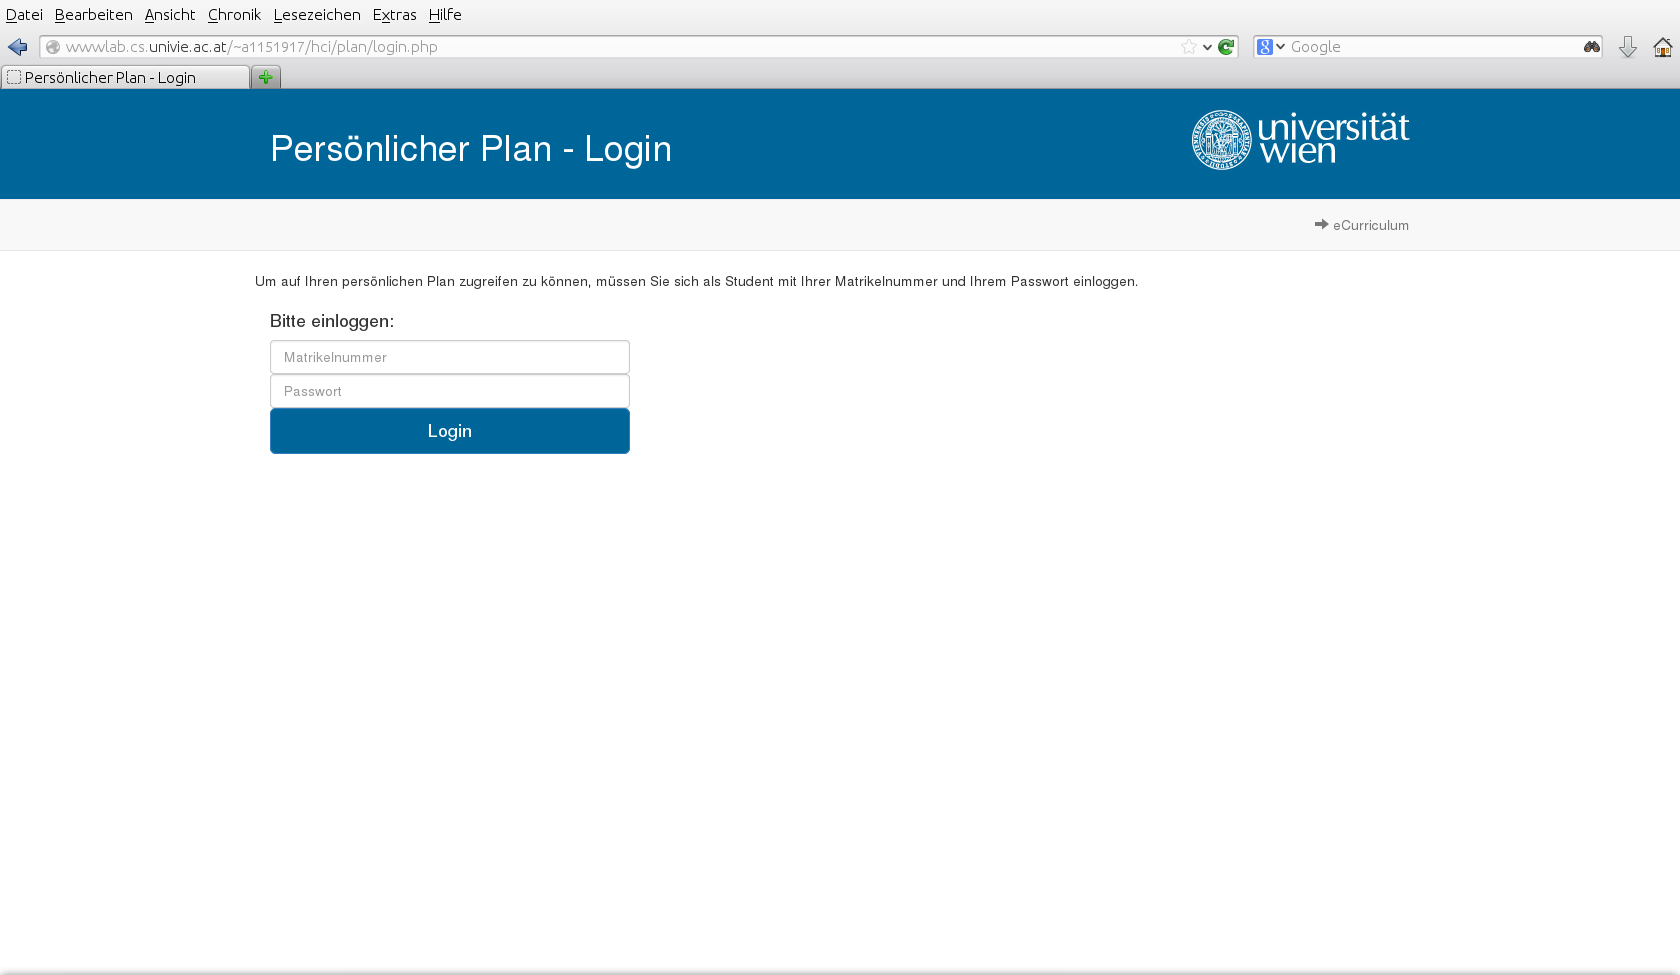 Datei Bearbeiten Ansicht Chronik Lesezeichen Extras Hilfe
wwwlab.cs.univie.ac.at/~a1151917/hci/plan/login.php
Google
Persönlicher Plan - Login
Persönlicher Plan - Login
universität
wien
eCurriculum
Um auf Ihren persönlichen Plan zugreifen zu können, müssen Sie sich als Student mit Ihrer Matrikelnummer und Ihrem Passwort einloggen.
Bitte einloggen:
Matrikelnummer
Passwort
Login